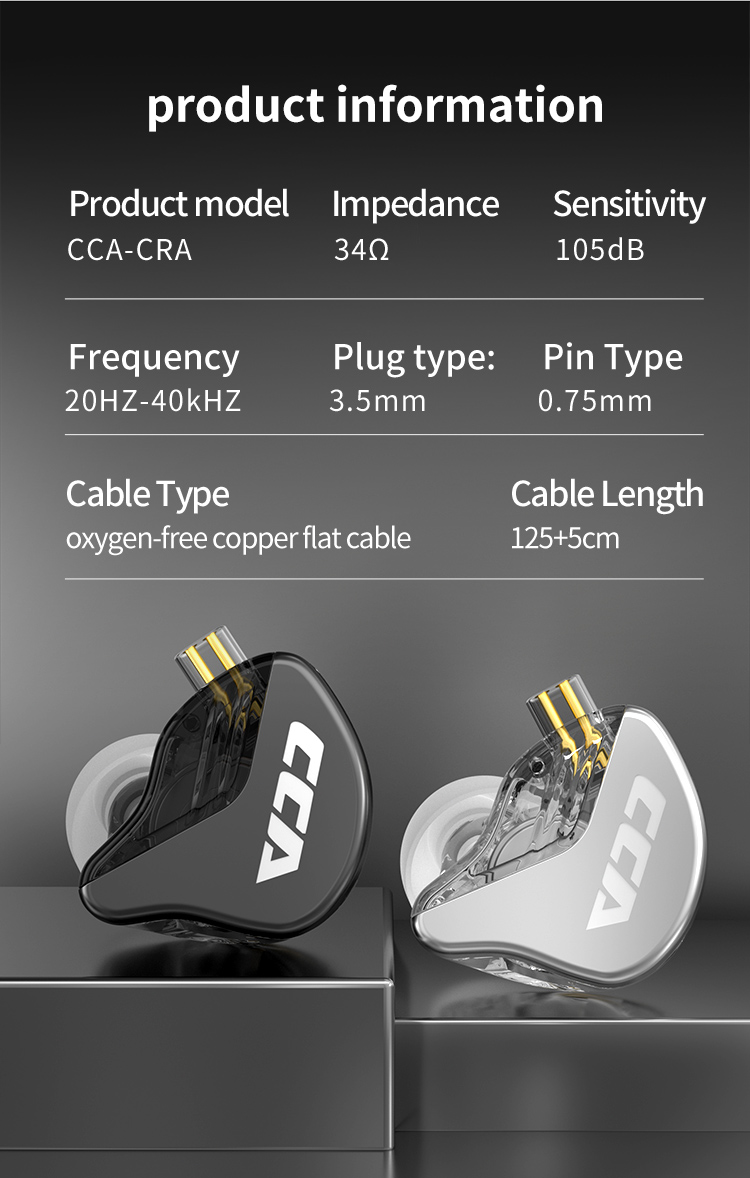 product information
Product model Impedance Sensitivity
CCA-CRA 34Ω 105dB
Frequency Plug type: Pin Type
20HZ-40kHZ 3.5mm 0.75mm
Cable Type Cable Length
oxygen-free copper flat cable 125+5cm
CCA
CCA